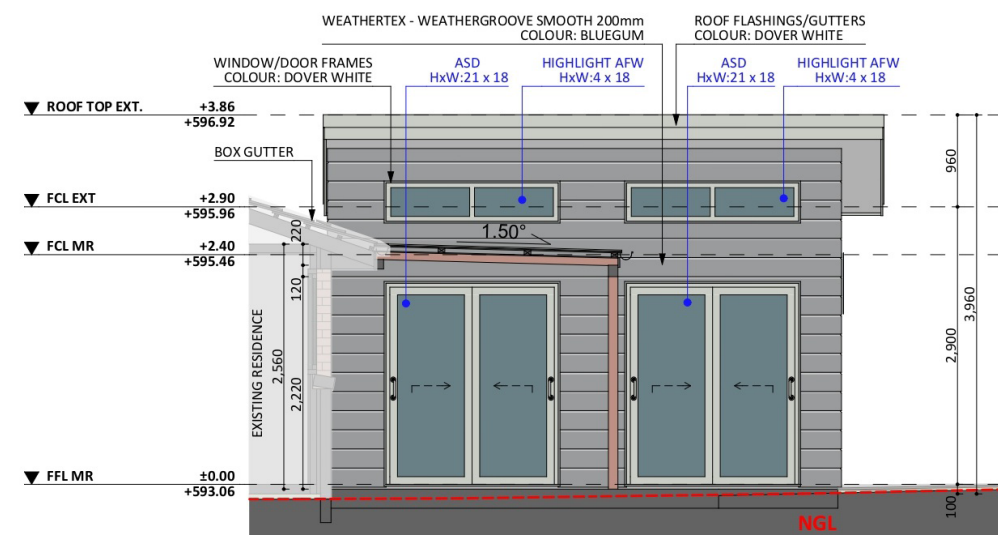 WEATHERTEX - WEATHERGROOVE SMOOTH 200mm
COLOUR: BLUEGUM
ROOF FLASHINGS/GUTTERS
COLOUR: DOVER WHITE
WINDOW/DOOR FRAMES
COLOUR: DOVER WHITE
ASD
HxW:21 x 18
HIGHLIGHT AFW
HxW:4 x 18
ASD
HxW:21 x 18
HIGHLIGHT AFW
HxW:4 x 18
ROOF TOP EXT.
+3.86
+596.92
BOX GUTTER
960
FCL EXT
+2.90
+595.96
220
1.50°
FCL MR
+2.40
+595.46
120
EXISTING RESIDENCE
2,560
2,220
2,900
3,960
FFL MR
±0.00
+593.06
100
NGL